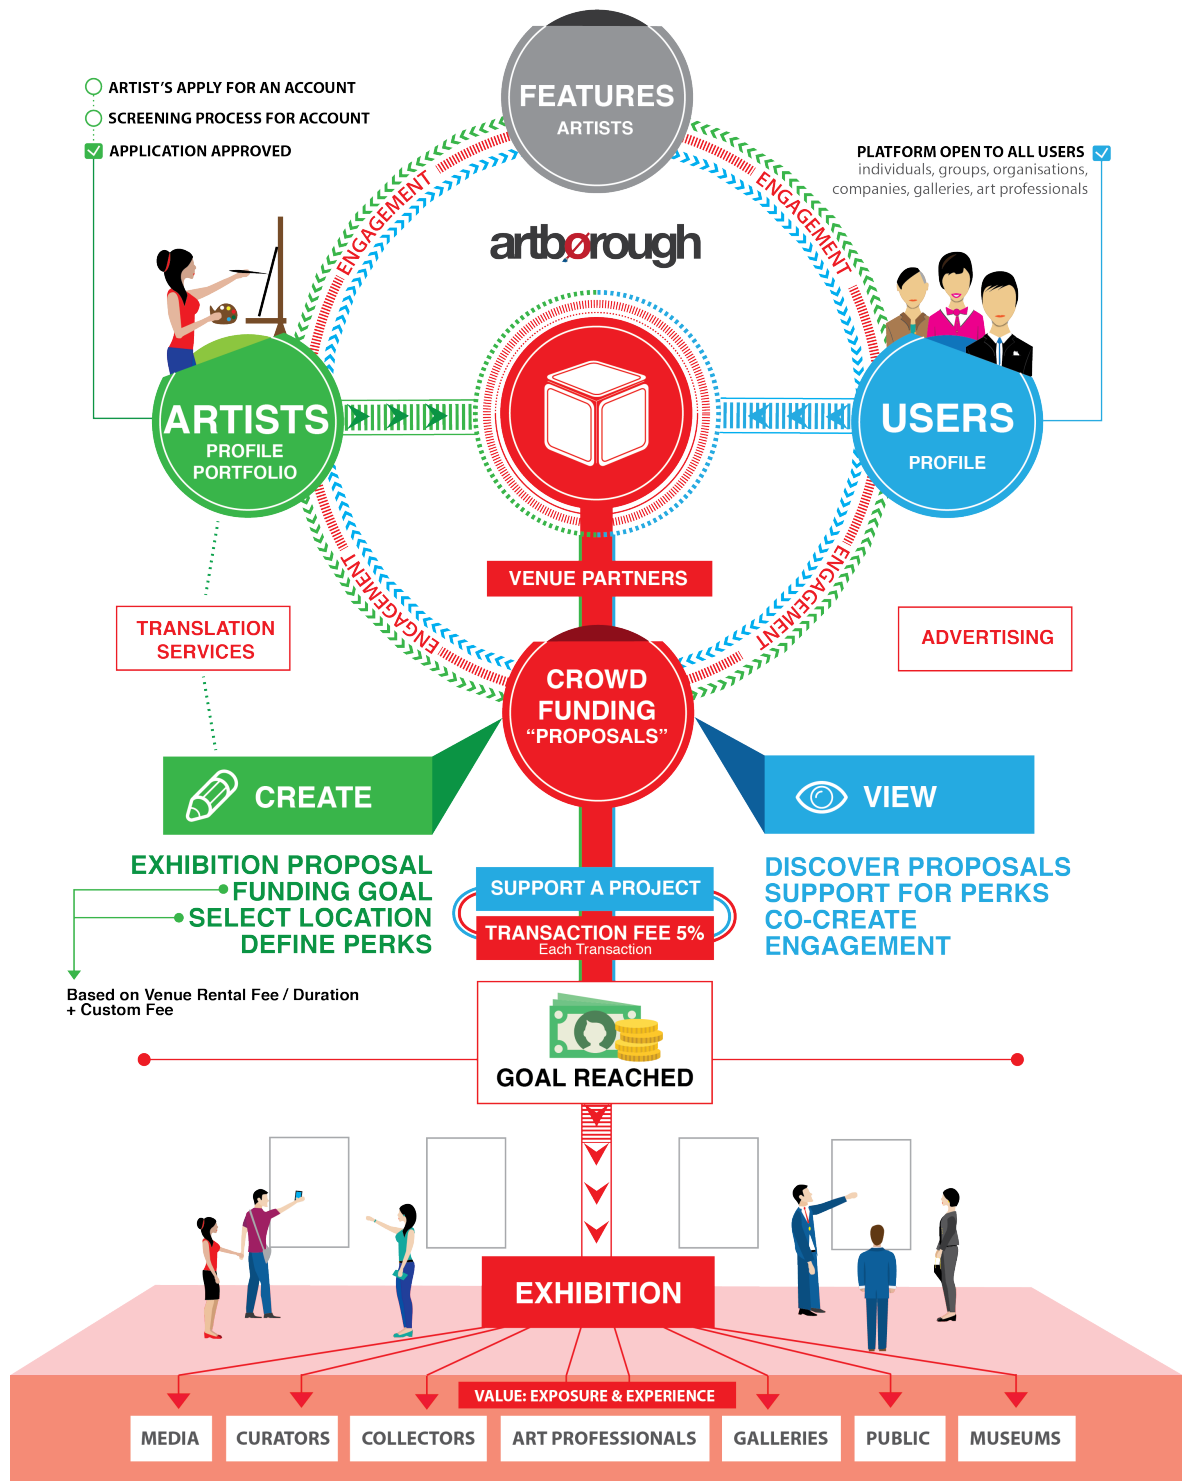 FEATURES
ARTISTS
ARTIST'S APPLY FOR AN ACCOUNT
SCREENING PROCESS FOR ACCOUNT
APPLICATION APPROVED
PLATFORM OPEN TO ALL USERS
individuals, groups, organisations,
companies, galleries, art professionals
ENGAGEMENT
ENGAGEMENT
artbørough
ARTISTS
PROFILE
PORTFOLIO
USERS
PROFILE
ENGAGEMENT
ENGAGEMENT
VENUE PARTNERS
TRANSLATION
SERVICES
ADVERTISING
CROWD
FUNDING
“PROPOSALS”
CREATE
VIEW
EXHIBITION PROPOSAL
FUNDING GOAL
SELECT LOCATION
DEFINE PERKS
SUPPORT A PROJECT
TRANSACTION FEE 5%
Each Transaction
DISCOVER PROPOSALS
SUPPORT FOR PERKS
CO-CREATE
ENGAGEMENT
Based on Venue Rental Fee / Duration
+ Custom Fee
GOAL REACHED
EXHIBITION
VALUE: EXPOSURE & EXPERIENCE
MEDIA
CURATORS
COLLECTORS
ART PROFESSIONALS
GALLERIES
PUBLIC
MUSEUMS